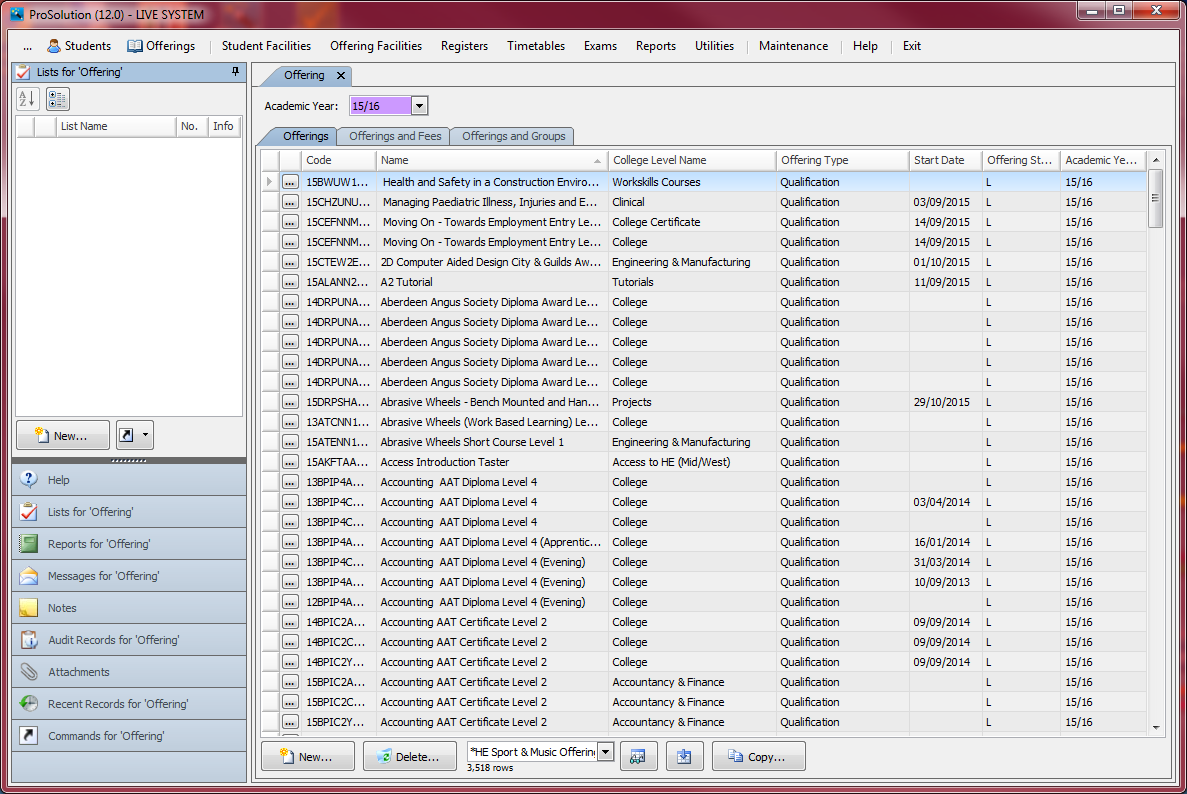 ProSolution (12.0) - LIVE SYSTEM
... Students Offerings Student Facilities Offering Facilities Registers Timetables Exams Reports Utilities Maintenance Help Exit
Lists for 'Offering'
List Name No. Info
New...
Help
Lists for 'Offering'
Reports for 'Offering'
Messages for 'Offering'
Notes
Audit Records for 'Offering'
Attachments
Recent Records for 'Offering'
Commands for 'Offering'
Offering
Academic Year: 15/16
Offerings Offerings and Fees Offerings and Groups
Code Name College Level Name Offering Type Start Date Offering St... Academic Ye...
15BWUW1... Health and Safety in a Construction Enviro... Workskills Courses Qualification L 15/16
15CHZUNU... Managing Paediatric Illness, Injuries and E... Clinical Qualification 03/09/2015 L 15/16
15CEFNNM... Moving On - Towards Employment Entry Le... College Certificate Qualification 14/09/2015 L 15/16
15CEFNNM... Moving On - Towards Employment Entry Le... College Qualification 14/09/2015 L 15/16
15CTEW2E... 2D Computer Aided Design City & Guilds Aw... Engineering & Manufacturing Qualification 01/10/2015 L 15/16
15ALANN2... A2 Tutorial Tutorials Qualification 11/09/2015 L 15/16
14DRPUNA... Aberdeen Angus Society Diploma Award Le... College Qualification L 15/16
14DRPUNA... Aberdeen Angus Society Diploma Award Le... College Qualification L 15/16
14DRPUNA... Aberdeen Angus Society Diploma Award Le... College Qualification L 15/16
14DRPUNA... Aberdeen Angus Society Diploma Award Le... College Qualification L 15/16
14DRPUNA... Aberdeen Angus Society Diploma Award Le... College Qualification L 15/16
15DRPSHA... Abrasive Wheels - Bench Mounted and Han... Projects Qualification 29/10/2015 L 15/16
13ATCNN1... Abrasive Wheels (Work Based Learning) Le... College Qualification L 15/16
15ATENN1... Abrasive Wheels Short Course Level 1 Engineering & Manufacturing Qualification L 15/16
15AKFTAA... Access Introduction Taster Access to HE (Mid/West) Qualification L 15/16
13BPIP4A... Accounting AAT Diploma Level 4 College Qualification L 15/16
13BPIP4C... Accounting AAT Diploma Level 4 College Qualification 03/04/2014 L 15/16
13BPIP4C... Accounting AAT Diploma Level 4 College Qualification L 15/16
13BPIP4A... Accounting AAT Diploma Level 4 (Apprentic... College Qualification 16/01/2014 L 15/16
13BPIP4C... Accounting AAT Diploma Level 4 (Evening) College Qualification 31/03/2014 L 15/16
13BPIP4A... Accounting AAT Diploma Level 4 (Evening) College Qualification 10/09/2013 L 15/16
12BPIP4A... Accounting AAT Diploma Level 4 (Evening) College Qualification L 15/16
14BPIC2A... Accounting AAT Certificate Level 2 College Qualification 09/09/2014 L 15/16
14BPIC2C... Accounting AAT Certificate Level 2 College Qualification 09/09/2014 L 15/16
14BPIC2Y... Accounting AAT Certificate Level 2 College Qualification 09/09/2014 L 15/16
15BPIC2A... Accounting AAT Certificate Level 2 Accountancy & Finance Qualification L 15/16
15BPIC2C... Accounting AAT Certificate Level 2 Accountancy & Finance Qualification L 15/16
15BPIC2Y... Accounting AAT Certificate Level 2 Accountancy & Finance Qualification L 15/16
New... Delete... *HE Sport & Music Offering Copy...
3,518 rows